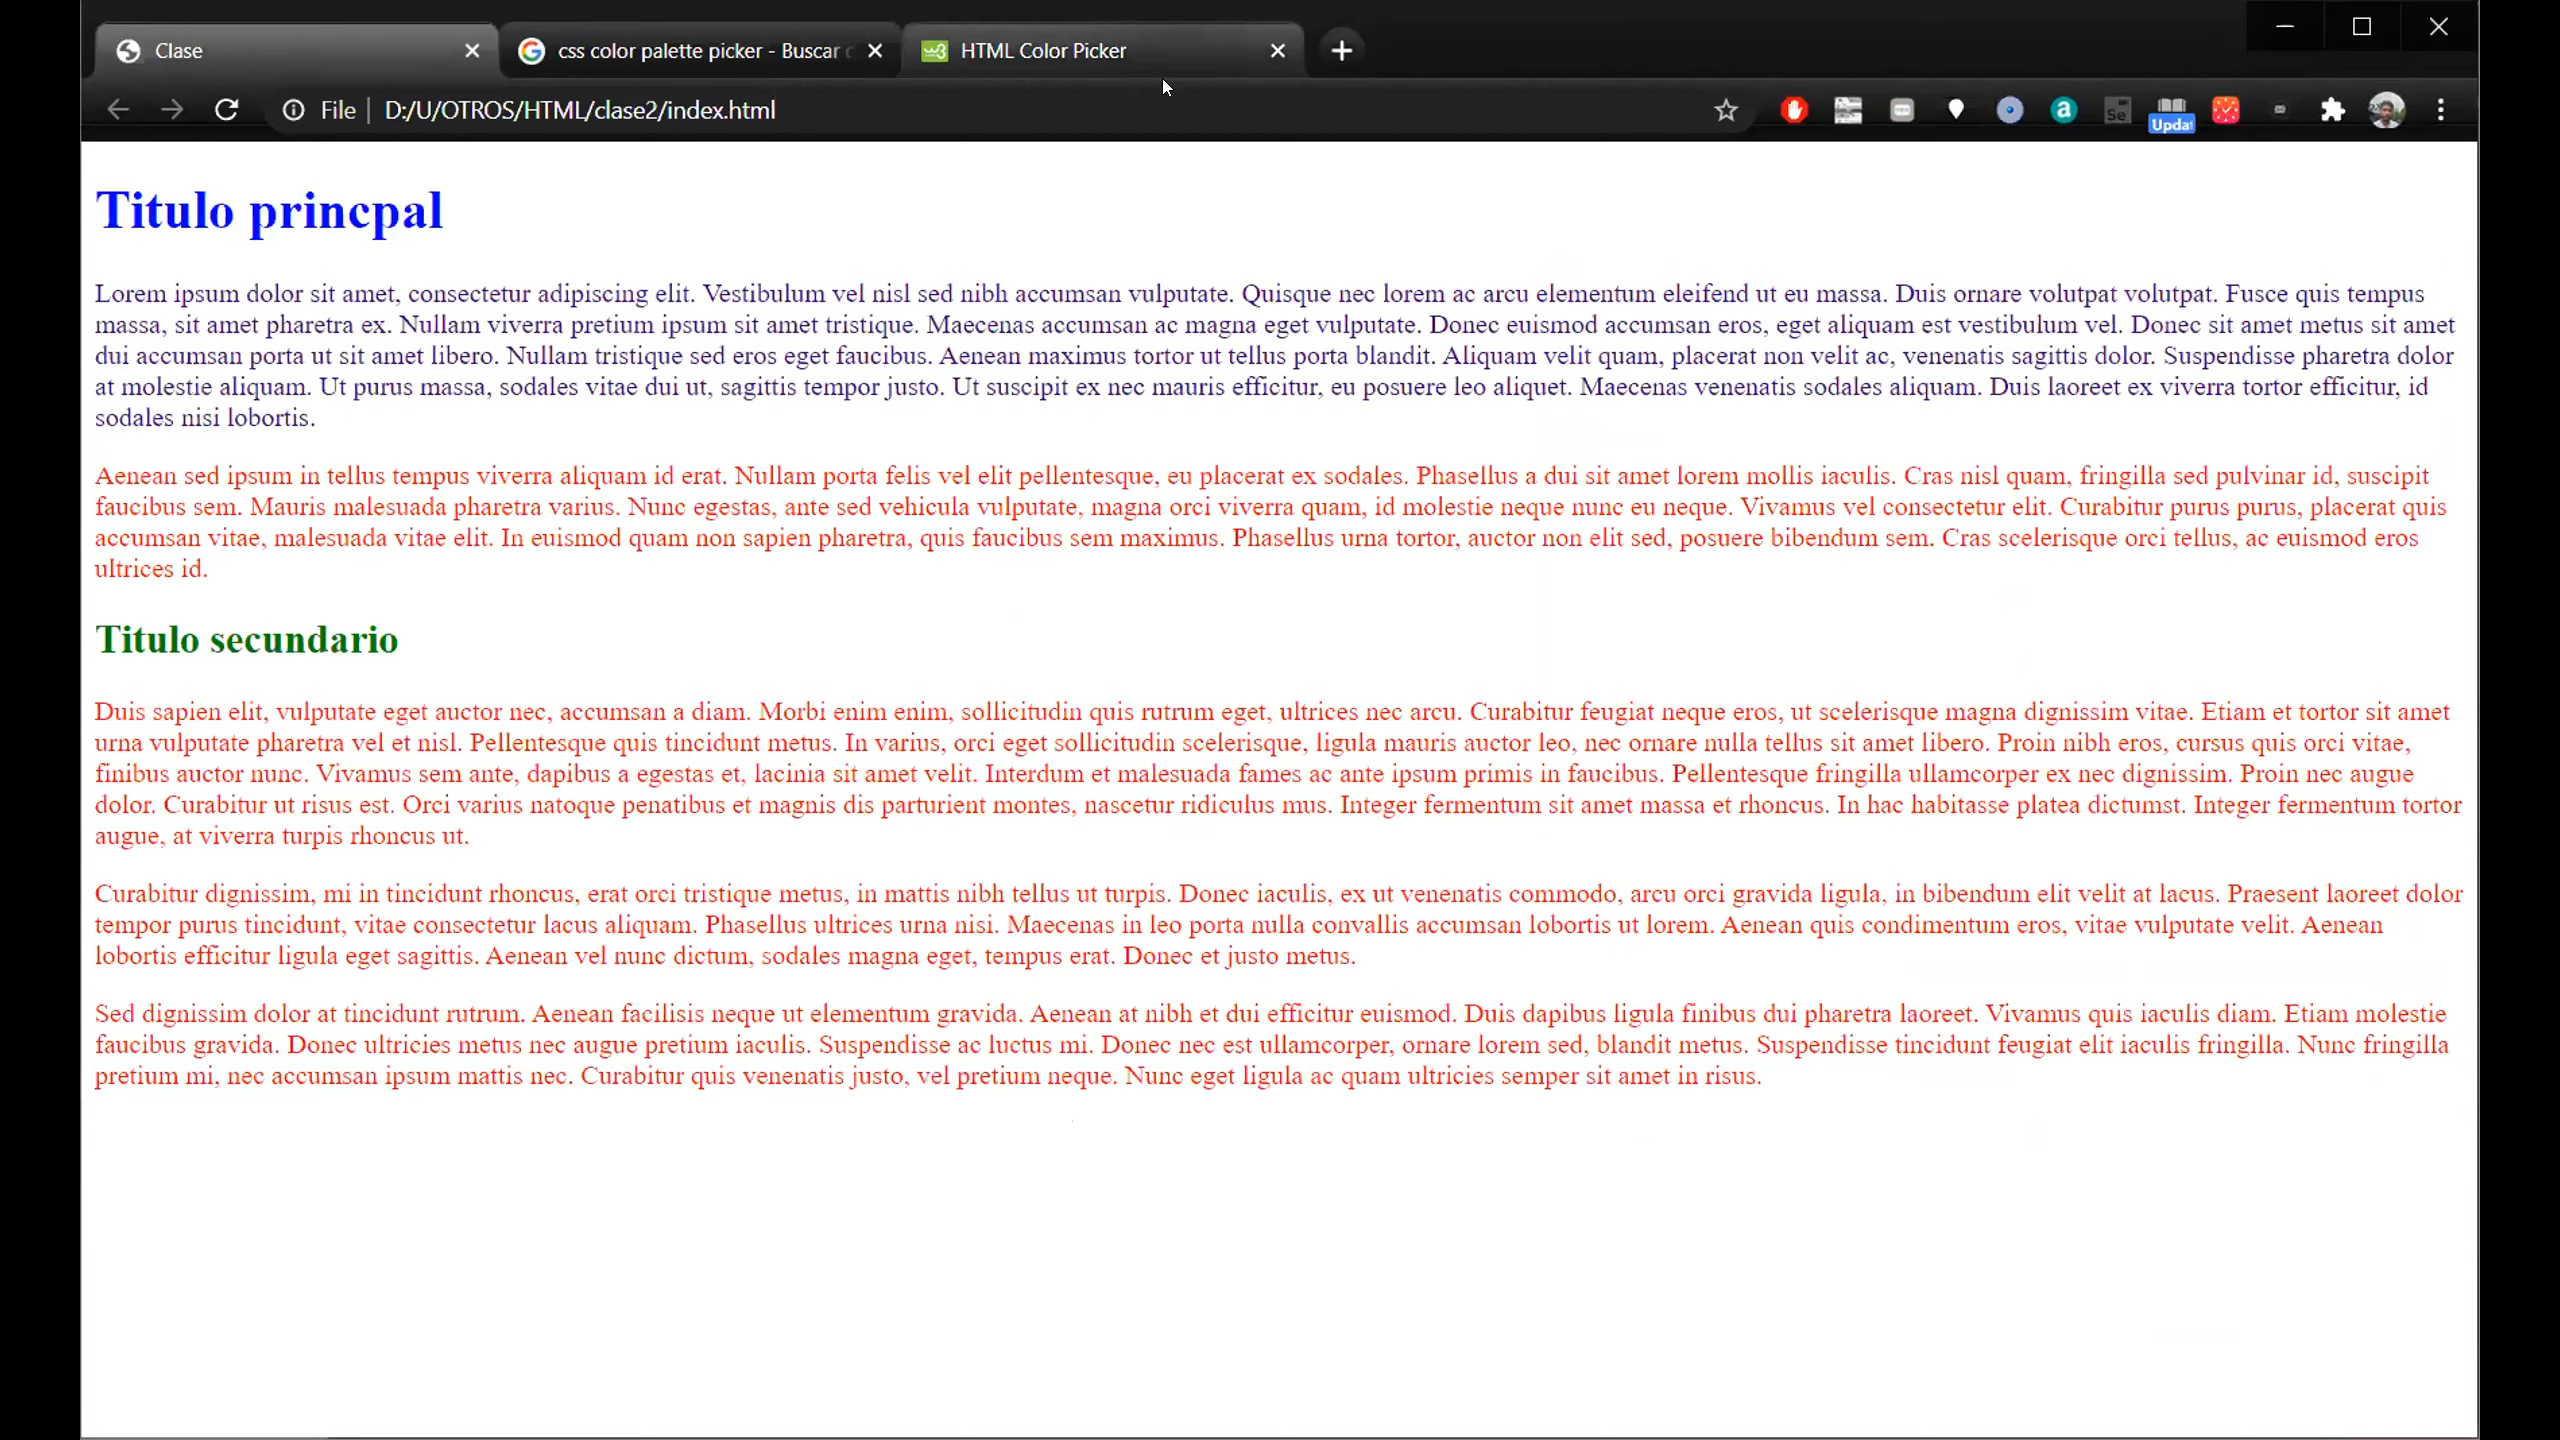 Clase
css color palette picker - Buscar c
HTML Color Picker
File
D:/U/OTROS/HTML/clase2/index.html
a
Se
Updat
Titulo princpal
Lorem ipsum dolor sit amet, consectetur adipiscing elit. Vestibulum vel nisl sed nibh accumsan vulputate. Quisque nec lorem ac arcu elementum eleifend ut eu massa. Duis ornare volutpat volutpat. Fusce quis tempus
massa, sit amet pharetra ex. Nullam viverra pretium ipsum sit amet tristique. Maecenas accumsan ac magna eget vulputate. Donec euismod accumsan eros, eget aliquam est vestibulum vel. Donec sit amet metus sit amet
dui accumsan porta ut sit amet libero. Nullam tristique sed eros eget faucibus. Aenean maximus tortor ut tellus porta blandit. Aliquam velit quam, placerat non velit ac, venenatis sagittis dolor. Suspendisse pharetra dolor
at molestie aliquam. Ut purus massa, sodales vitae dui ut, sagittis tempor justo. Ut suscipit ex nec mauris efficitur, eu posuere leo aliquet. Maecenas venenatis sodales aliquam. Duis laoreet ex viverra tortor efficitur, id
sodales nisi lobortis.
Aenean sed ipsum in tellus tempus viverra aliquam id erat. Nullam porta felis vel elit pellentesque, eu placerat ex sodales. Phasellus a dui sit amet lorem mollis iaculis. Cras nisl quam, fringilla sed pulvinar id, suscipit
faucibus sem. Mauris malesuada pharetra varius. Nunc egestas, ante sed vehicula vulputate, magna orci viverra quam, id molestie neque nunc eu neque. Vivamus vel consectetur elit. Curabitur purus purus, placerat quis
accumsan vitae, malesuada vitae elit. In euismod quam non sapien pharetra, quis faucibus sem maximus. Phasellus urna tortor, auctor non elit sed, posuere bibendum sem. Cras scelerisque orci tellus, ac euismod eros
ultrices id.
Titulo secundario
Duis sapien elit, vulputate eget auctor nec, accumsan a diam. Morbi enim enim, sollicitudin quis rutrum eget, ultrices nec arcu. Curabitur feugiat neque eros, ut scelerisque magna dignissim vitae. Etiam et tortor sit amet
urna vulputate pharetra vel et nisl. Pellentesque quis tincidunt metus. In varius, orci eget sollicitudin scelerisque, ligula mauris auctor leo, nec ornare nulla tellus sit amet libero. Proin nibh eros, cursus quis orci vitae,
finibus auctor nunc. Vivamus sem ante, dapibus a egestas et, lacinia sit amet velit. Interdum et malesuada fames ac ante ipsum primis in faucibus. Pellentesque fringilla ullamcorper ex nec dignissim. Proin nec augue
dolor. Curabitur ut risus est. Orci varius natoque penatibus et magnis dis parturient montes, nascetur ridiculus mus. Integer fermentum sit amet massa et rhoncus. In hac habitasse platea dictumst. Integer fermentum tortor
augue, at viverra turpis rhoncus ut.
Curabitur dignissim, mi in tincidunt rhoncus, erat orci tristique metus, in mattis nibh tellus ut turpis. Donec iaculis, ex ut venenatis commodo, arcu orci gravida ligula, in bibendum elit velit at lacus. Praesent laoreet dolor
tempor purus tincidunt, vitae consectetur lacus aliquam. Phasellus ultrices urna nisi. Maecenas in leo porta nulla convallis accumsan lobortis ut lorem. Aenean quis condimentum eros, vitae vulputate velit. Aenean
lobortis efficitur ligula eget sagittis. Aenean vel nunc dictum, sodales magna eget, tempus erat. Donec et justo metus.
Sed dignissim dolor at tincidunt rutrum. Aenean facilisis neque ut elementum gravida. Aenean at nibh et dui efficitur euismod. Duis dapibus ligula finibus dui pharetra laoreet. Vivamus quis iaculis diam. Etiam molestie
faucibus gravida. Donec ultricies metus nec augue pretium iaculis. Suspendisse ac luctus mi. Donec nec est ullamcorper, ornare lorem sed, blandit metus. Suspendisse tincidunt feugiat elit iaculis fringilla. Nunc fringilla
pretium mi, nec accumsan ipsum mattis nec. Curabitur quis venenatis justo, vel pretium neque. Nunc eget ligula ac quam ultricies semper sit amet in risus.